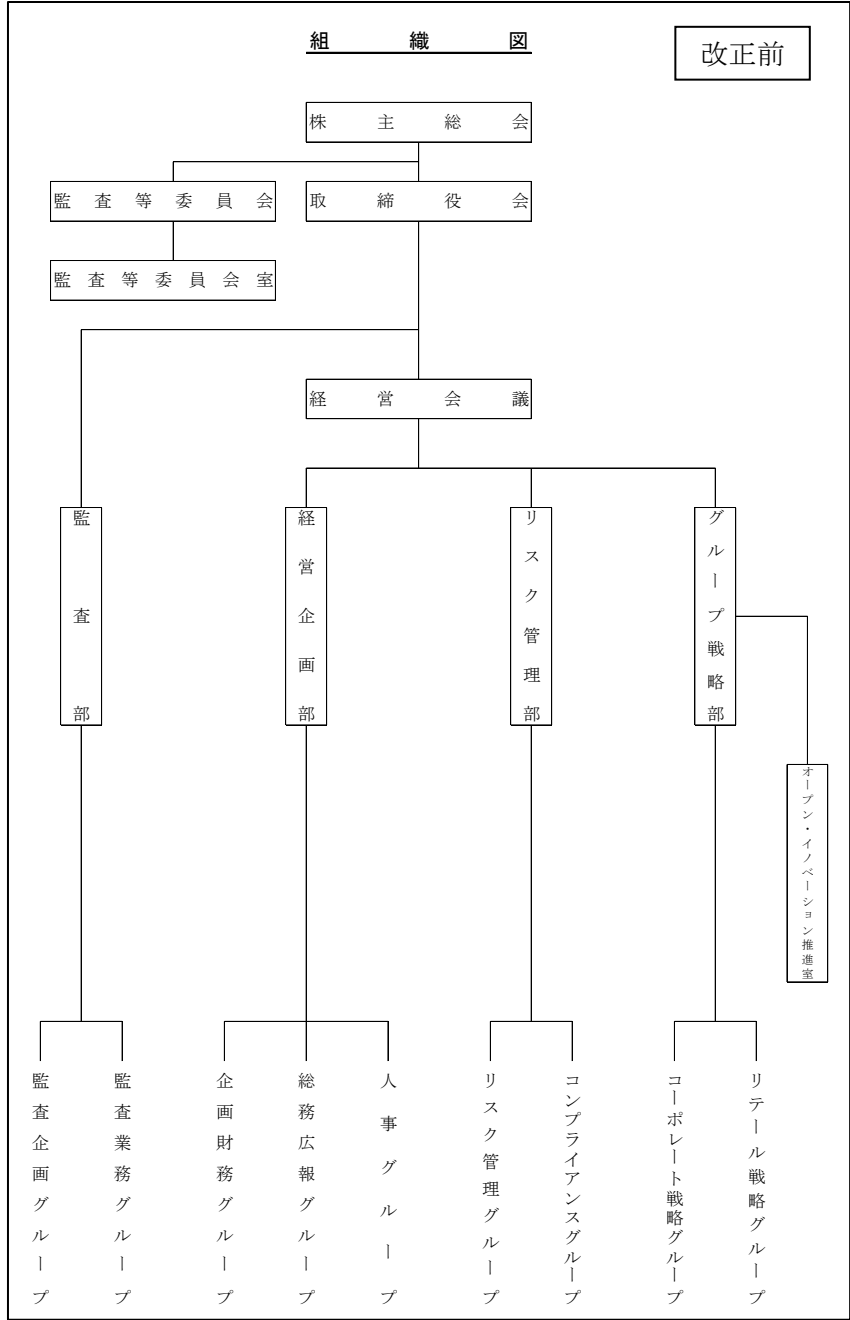 組織図
改正前
株主総会
監査等委員会
取締役会
監査等委員会室
経営会議
監査部
経営企画部
リスク管理部
グループ戦略部
オープン・イノベーション推進室
監査企画グループ
監査業務グループ
企画財務グループ
総務広報グループ
人事グループ
リスク管理グループ
コンプライアンスグループ
コーポレート戦略グループ
リテール戦略グループ